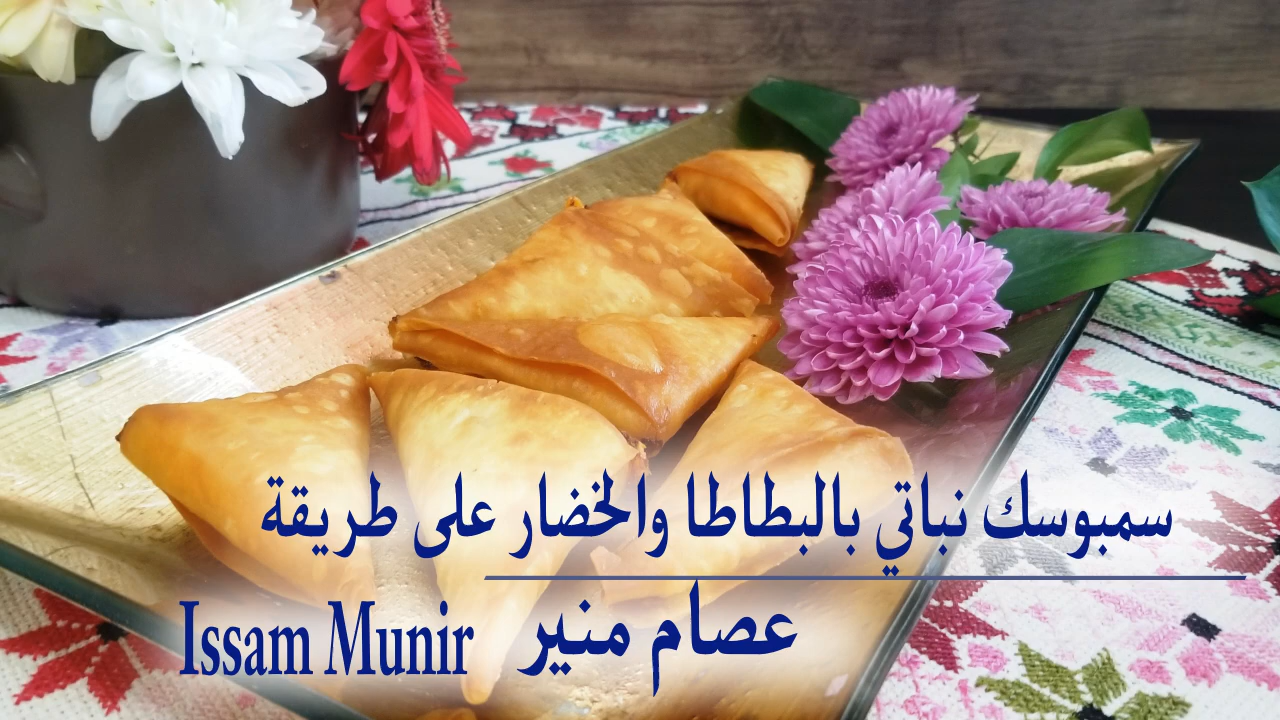 سمبوسك نباتي بالبطاطا والخضار على طريقة
عصام منير Issam Munir